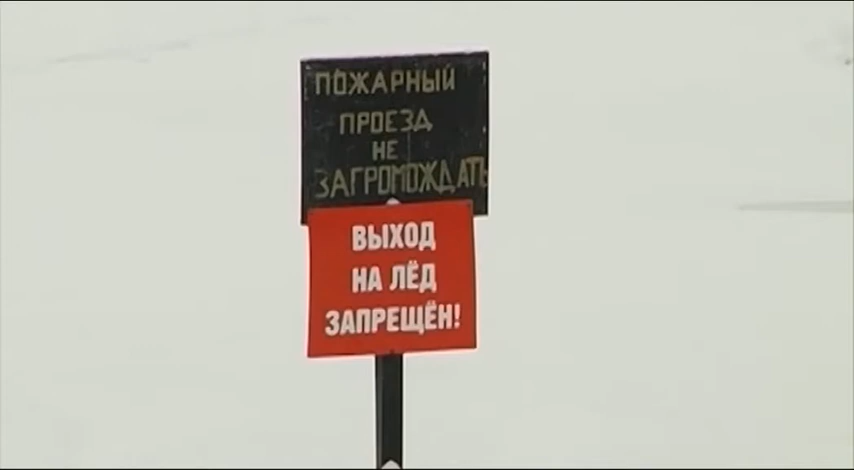 ПОЖАРНЫЙ
ПРОЕЗД
НЕ
ЗАГРОМОЖДАТЬ
ВЫХОД
НА ЛЁД
ЗАПРЕЩЁН!